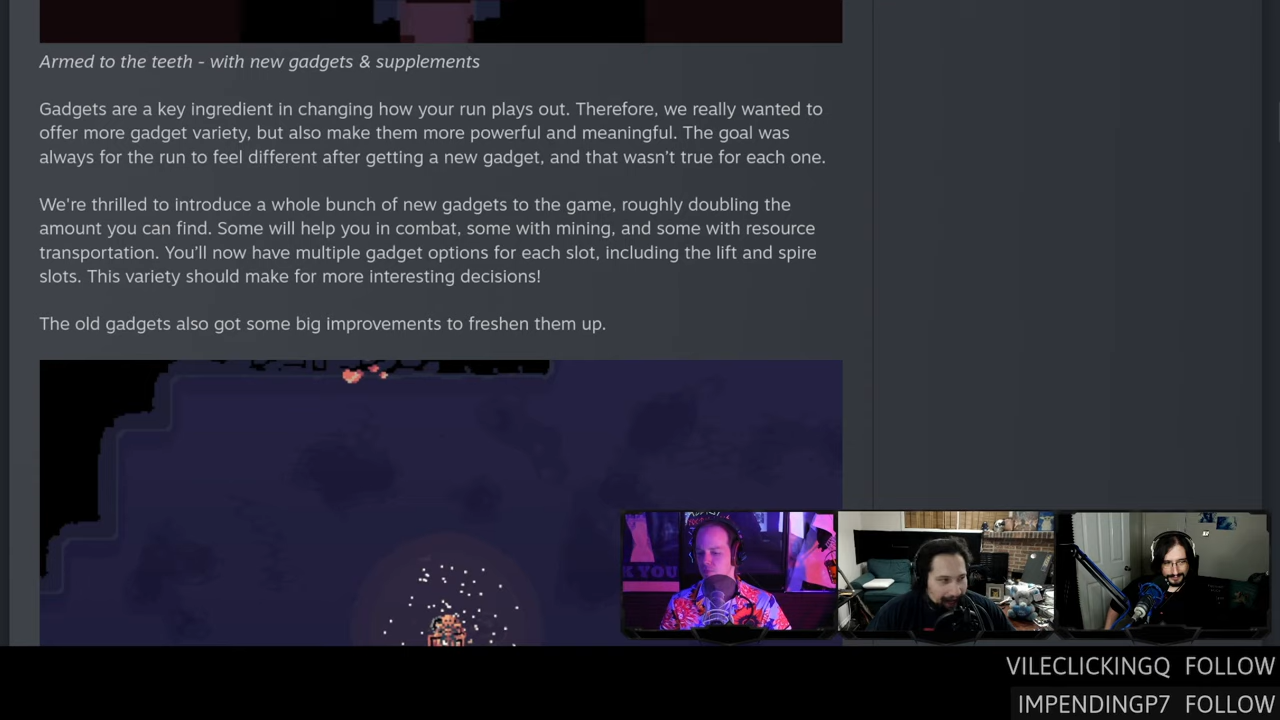 Armed to the teeth - with new gadgets & supplements
Gadgets are a key ingredient in changing how your run plays out. Therefore, we really wanted to
offer more gadget variety, but also make them more powerful and meaningful. The goal was
always for the run to feel different after getting a new gadget, and that wasn't true for each one.
We're thrilled to introduce a whole bunch of new gadgets to the game, roughly doubling the
amount you can find. Some will help you in combat, some with mining, and some with resource
transportation. You'll now have multiple gadget options for each slot, including the lift and spire
slots. This variety should make for more interesting decisions!
The old gadgets also got some big improvements to freshen them up.
K YOU
VILECLICKINGQ FOLLOW
IMPENDINGP7 FOLLOW